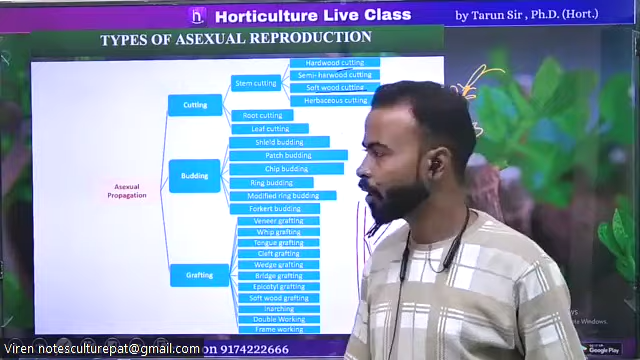 Horticulture Live Class
by Tarun Sir , Ph.D. (Hort.)
TYPES OF ASEXUAL REPRODUCTION
Asexual
Propagation
Cutting
Stem cutting
Hardwood cutting
Semi- harwood cutting
Soft wood cutting
Herbaceous cutting
Root cutting
Leaf cutting
Budding
Shield budding
Patch budding
Chip budding
Ring budding
Modified ring budding
Forkert budding
Grafting
Veneer grafting
Whip grafting
Tongue grafting
Cleft grafting
Wedge grafting
Bridge grafting
Epicotyl grafting
Soft wood grafting
Inarching
Double Working
Frame working
Windows.
Viren notesculturepat@gmail.com
on 9174222666
Google Play